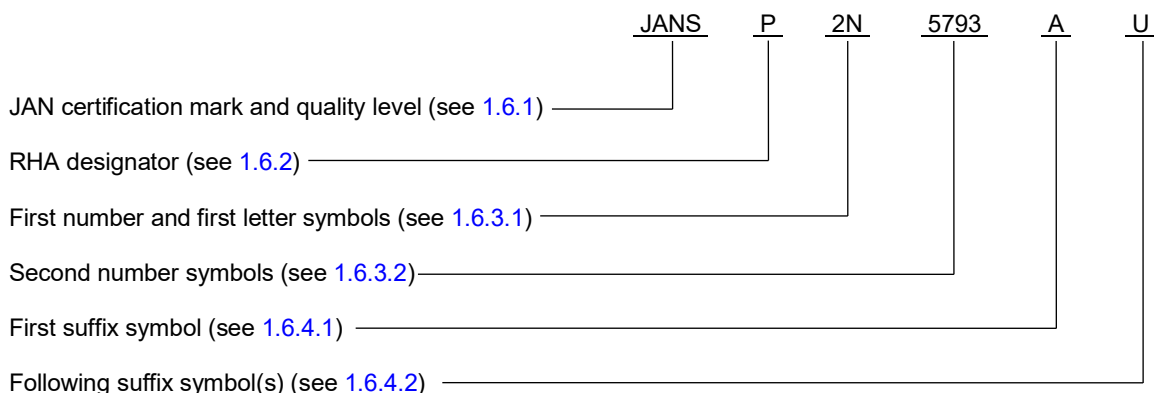 JANS P 2N 5793 A U
JAN certification mark and quality level (see 1.6.1)
RHA designator (see 1.6.2)
First number and first letter symbols (see 1.6.3.1)
Second number symbols (see 1.6.3.2)
First suffix symbol (see 1.6.4.1)
Following suffix symbol(s) (see 1.6.4.2)